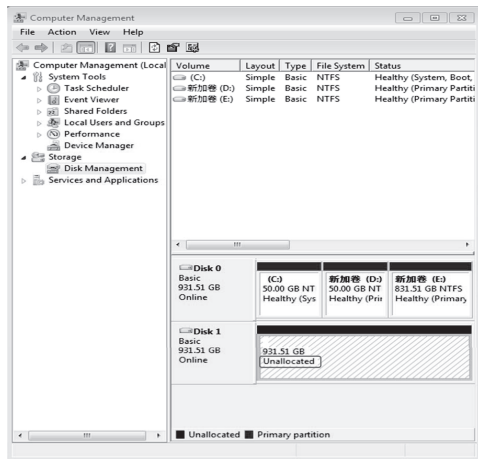 Computer Management
File Action View Help
Computer Management (Local
System Tools
Task Scheduler
Event Viewer
Shared Folders
Local Users and Groups
Performance
Device Manager
Storage
Disk Management
Services and Applications
Volume Layout Type File System Status
(C:) Simple Basic NTFS Healthy (System, Boot,
新加卷 (D:) Simple Basic NTFS Healthy (Primary Partiti
新加卷 (E:) Simple Basic NTFS Healthy (Primary Partiti
Disk 0
Basic
931.51 GB
Online
(C:)
50.00 GB NT
Healthy (Sys
新加卷 (D:)
50.00 GB NT
Healthy (Prir
新加卷 (E:)
831.51 GB NTFS
Healthy (Primary
Disk 1
Basic
931.51 GB
Online
931.51 GB
Unallocated
Unallocated Primary partition